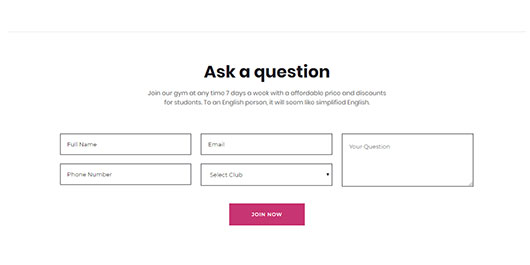 Ask a question
Join our gym at any time 7 days a week with a affordable price and discounts
for students. To an English person, it will seem like simplified English.
Full Name
Email
Your Question
Phone Number
Select Club
JOIN NOW